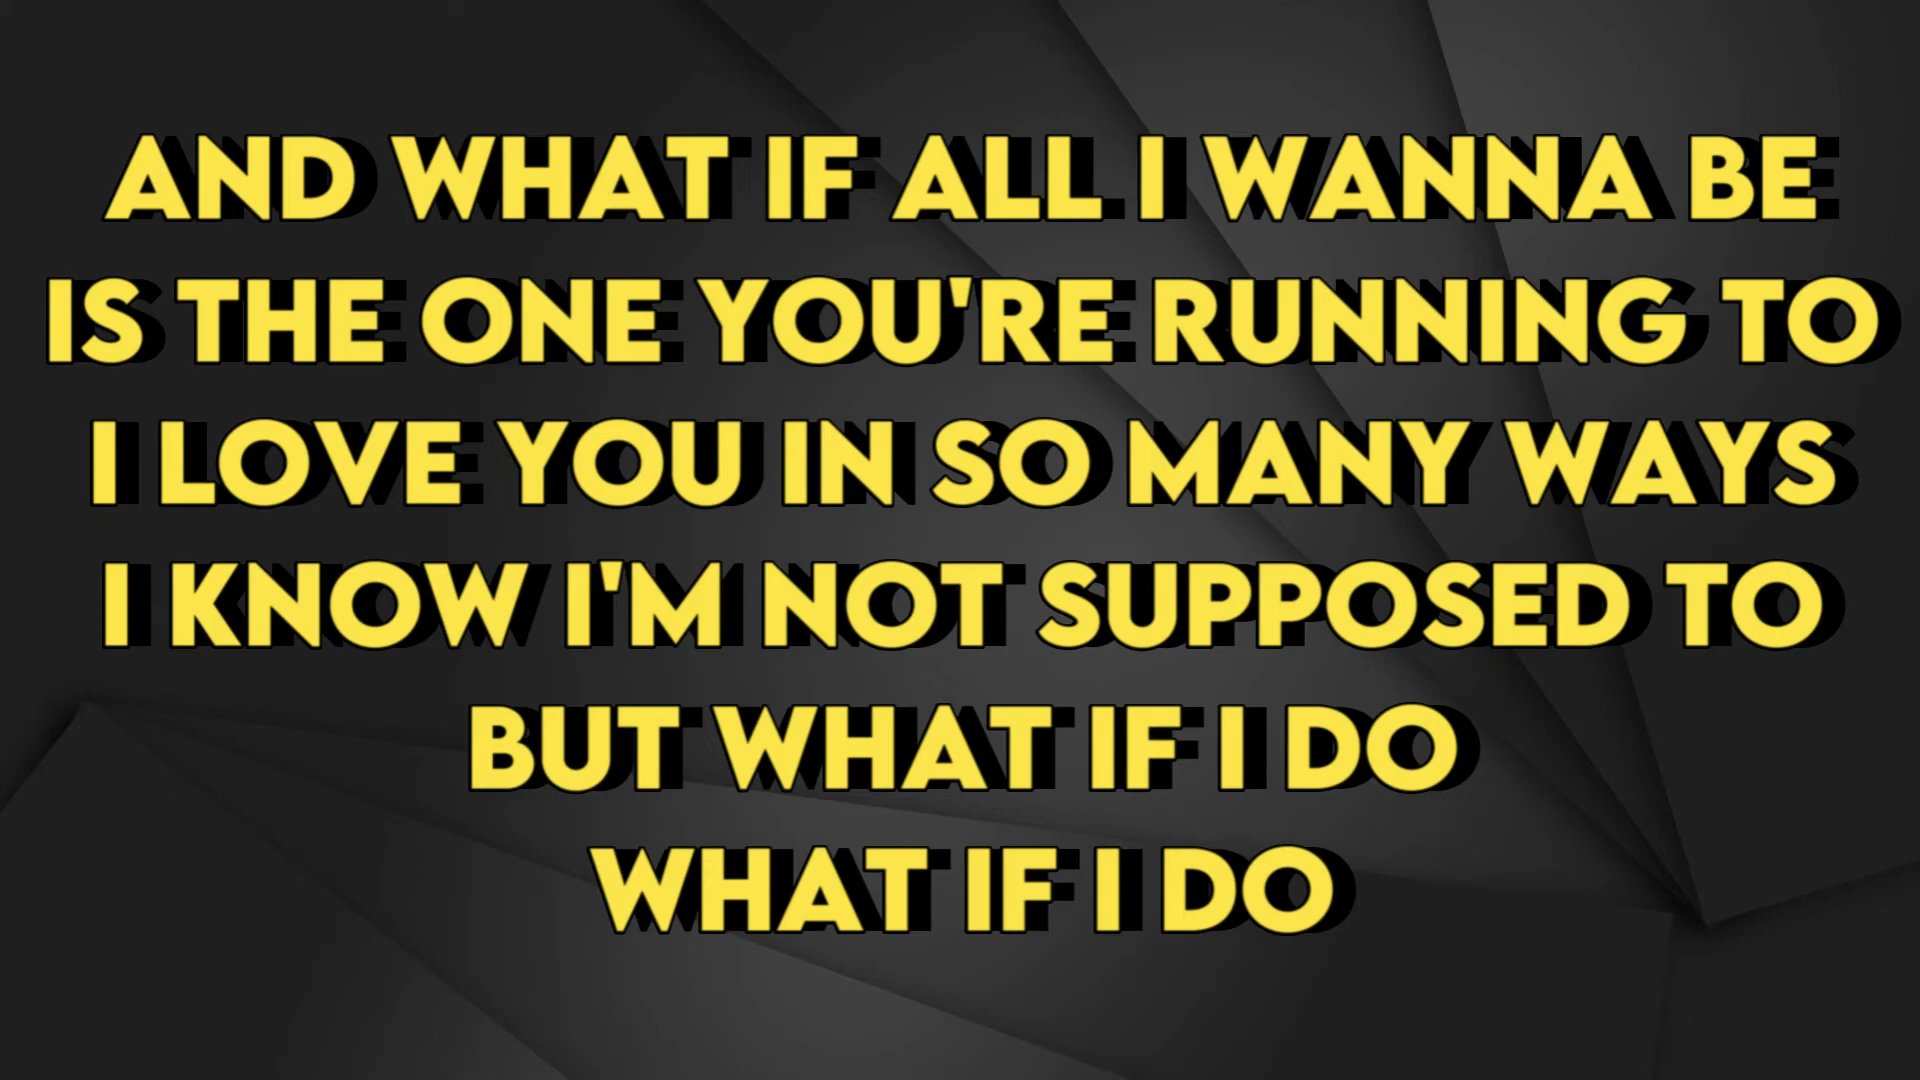 AND WHAT IF ALL I WANNA BE
IS THE ONE YOU'RE RUNNING TO
I LOVE YOU IN SO MANY WAYS
I KNOW I'M NOT SUPPOSED TO
BUT WHAT IF I DO
WHAT IF I DO